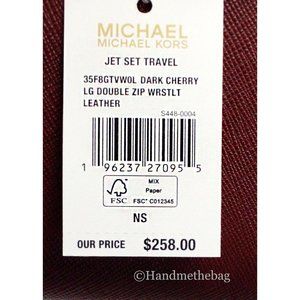 MICHAEL
MICHAEL KORS
JET SET TRAVEL
35F8GTVW0L DARK CHERRY
LG DOUBLE ZIP WRSTLT
LEATHER
S448-0004
1 96237 27095 5
FSC
MIX
Paper
FSC® C012345
NS
OUR PRICE $258.00
©Handmethebag